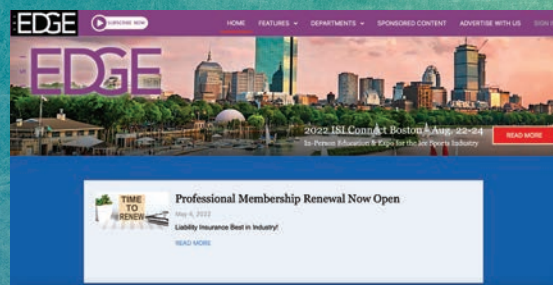 EDGE
SUBSCRIBE NOW
HOME FEATURES DEPARTMENTS SPONSORED CONTENT ADVERTISE WITH US SIGN
EDGE
2022 ISI Connect Boston - Aug. 22-24
In-Person Education & Expo for the Ice Sports Industry
READ MORE
TIME
TO
RENEW
Professional Membership Renewal Now Open
May 4, 2022
Liability Insurance Best in Industry!
READ MORE